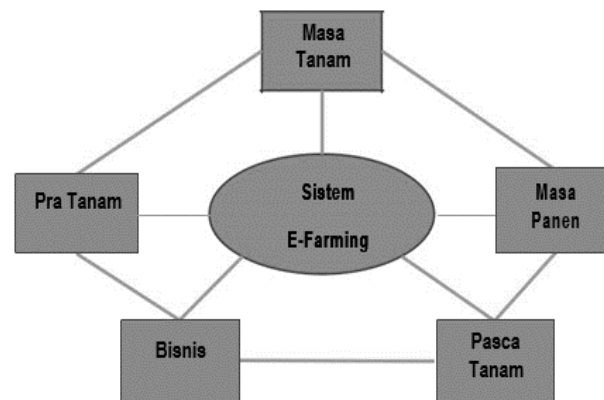 Masa
Tanam
Pra Tanam
Sistem
E-Farming
Masa
Panen
Bisnis
Pasca
Tanam